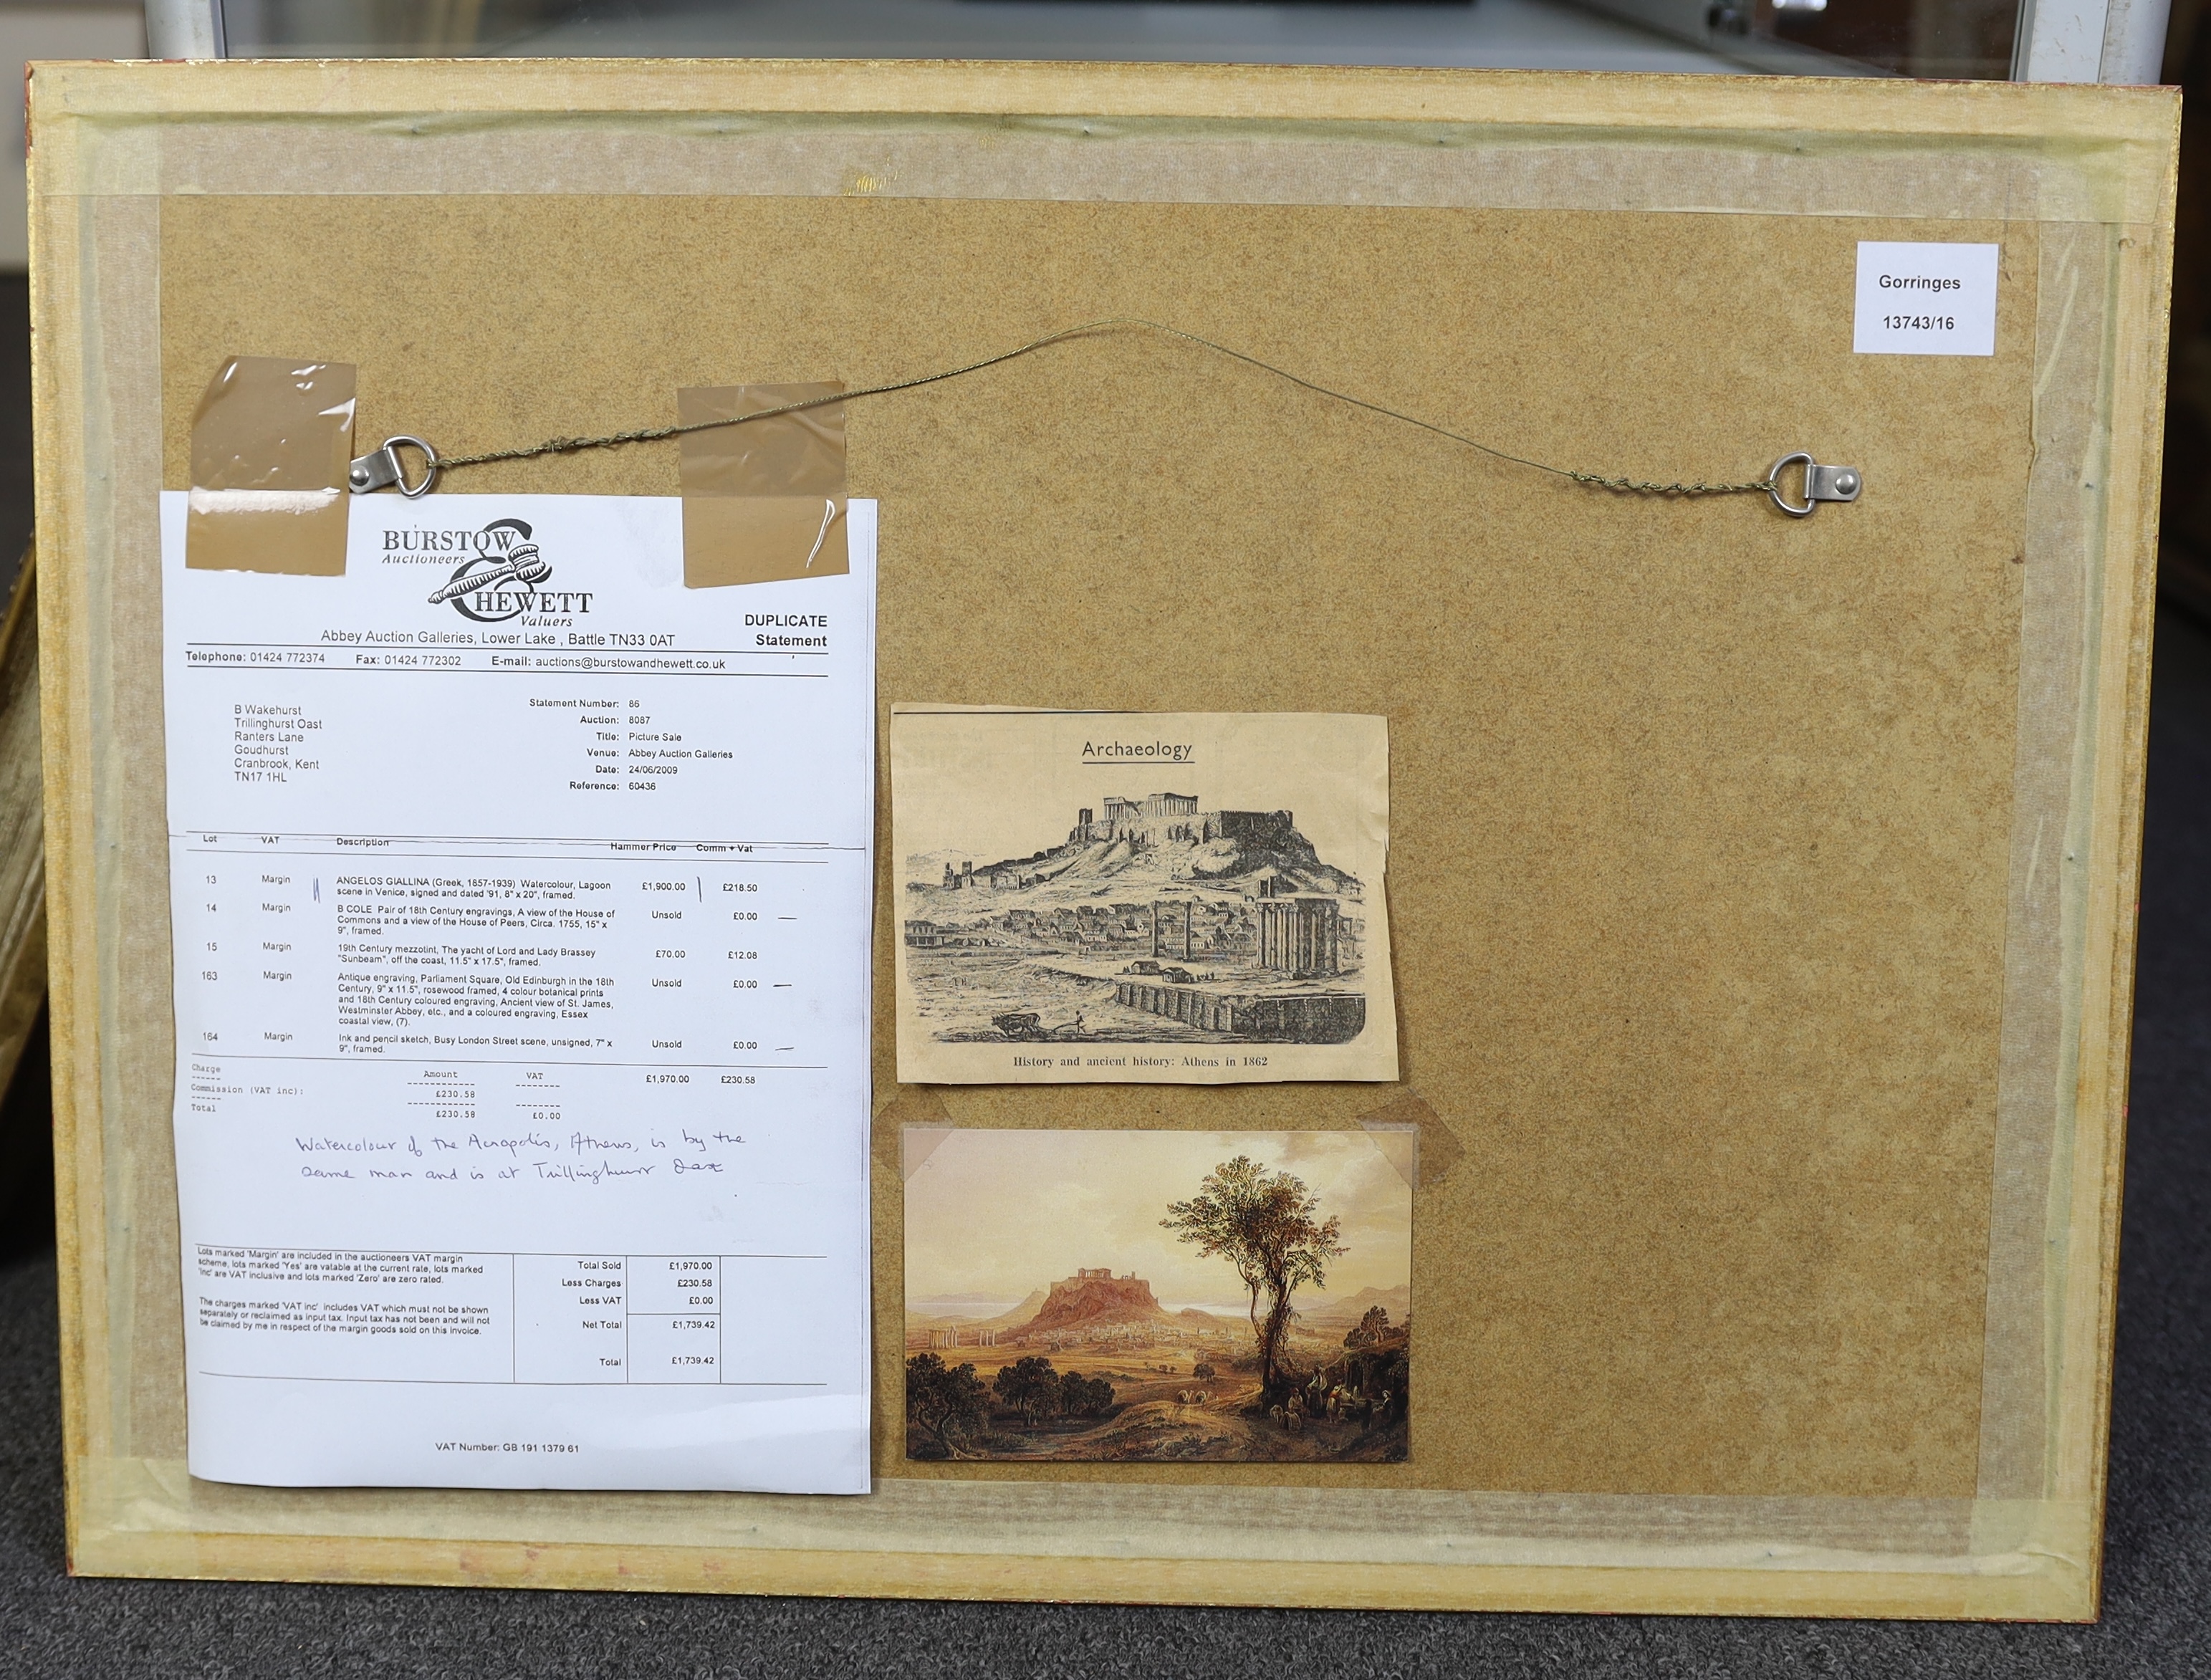 Gorringes
13743/16
BURSTOW
Auctioneers
&
HEWETT
Valuers
DUPLICATE
Statement
Abbey Auction Galleries, Lower Lake , Battle TN33 0AT
Telephone: 01424 772374 Fax: 01424 772302 E-mail: auctions@burstowandhewett.co.uk
B Wakehurst
Trillinghurst Oast
Ranters Lane
Goudhurst
Cranbrook, Kent
TN17 1HL
Statement Number: 86
Auction: 8087
Title: Picture Sale
Venue: Abbey Auction Galleries
Date: 24/06/2009
Reference: 60436
Lot VAT Description Hammer Price Comm + Vat
13 Margin ANGELOS GIALLINA (Greek, 1857-1939) Watercolour, Lagoon £1,900.00 £218.50
scene in Venice, signed and dated '91, 8" x 20", framed.
14 Margin B COLE Pair of 18th Century engravings, A view of the House of Unsold £0.00
Commons and a view of the House of Peers, Circa. 1755, 15" x
9", framed.
15 Margin 19th Century mezzotint, The yacht of Lord and Lady Brassey £70.00 £12.08
"Sunbeam", off the coast, 11.5" x 17.5", framed.
163 Margin Antique engraving, Parliament Square, Old Edinburgh in the 18th Unsold £0.00
Century, 9" x 11.5", rosewood framed, 4 colour botanical prints
and 18th Century coloured engraving, Ancient view of St. James,
Westminster Abbey, etc., and a coloured engraving, Essex
coastal view, (7).
164 Margin Ink and pencil sketch, Busy London Street scene, unsigned, 7" x Unsold £0.00
9", framed.
Charge Amount VAT £1,970.00 £230.58
Commission (VAT inc): £230.58
Total £230.58 £0.00
Watercolour of the Acropolis, Athens, is by the
same man and is at Trillinghurst Oast
Lots marked 'Margin' are included in the auctioneers VAT margin
scheme, lots marked 'Yes' are vatable at the current rate, lots marked
'Inc' are VAT inclusive and lots marked 'Zero' are zero rated.
The charges marked 'VAT inc' includes VAT which must not be shown
separately or reclaimed as input tax. Input tax has not been and will not
be claimed by me in respect of the margin goods sold on this invoice.
Total Sold £1,970.00
Less Charges £230.58
Less VAT £0.00
Net Total £1,739.42
Total £1,739.42
VAT Number: GB 191 1379 61
Archaeology
History and ancient history: Athens in 1862